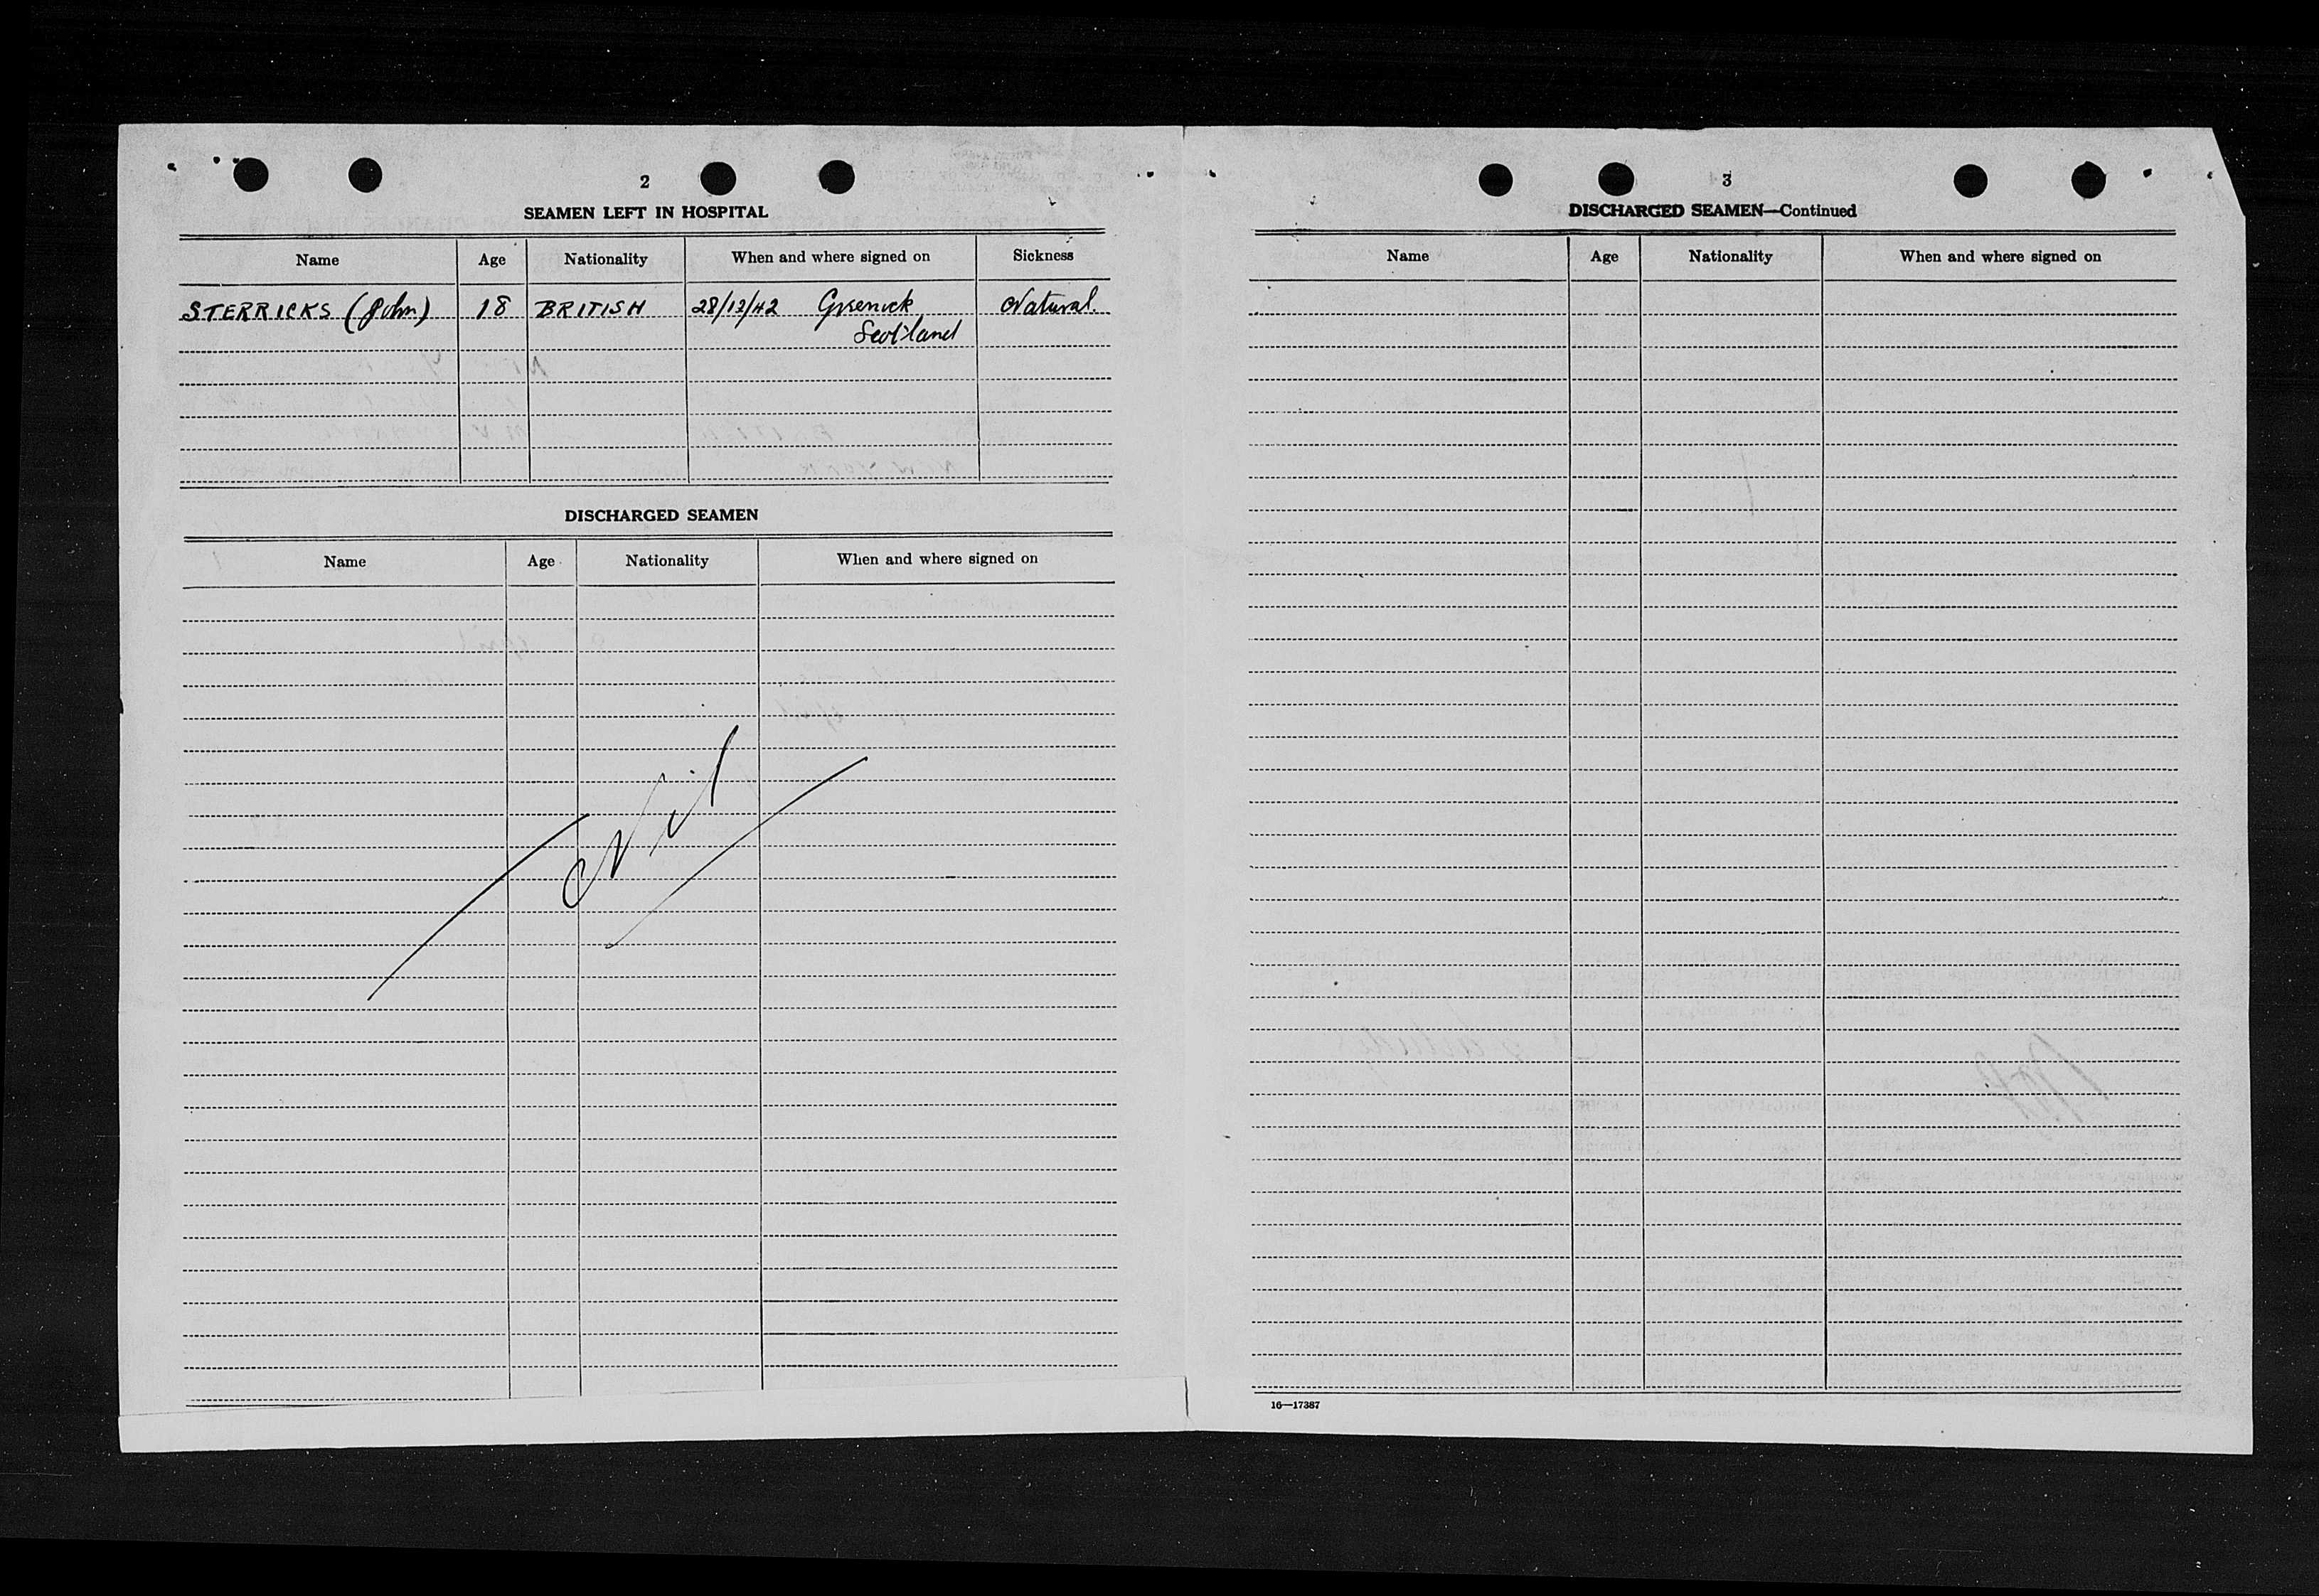 2
SEAMEN LEFT IN HOSPITAL
Name Age Nationality When and where signed on Sickness
STERRICKS (John) 18 BRITISH 28/12/42 Greenock Natural.
Scotland
DISCHARGED SEAMEN
Name Age Nationality When and where signed on
Nil
3
DISCHARGED SEAMEN—Continued
Name Age Nationality When and where signed on
16—17387